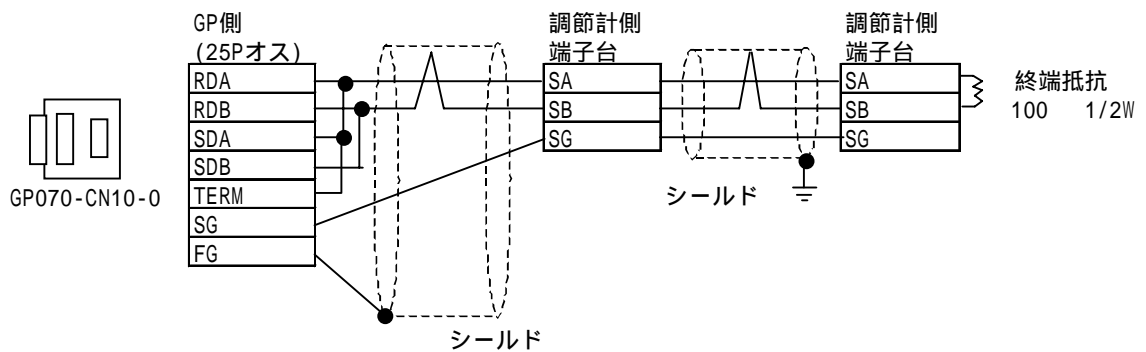 GP側
(25Pオス)
RDA
RDB
SDA
SDB
TERM
SG
FG
GP070-CN10-0
シールド
調節計側
端子台
SA
SB
SG
シールド
調節計側
端子台
SA
SB
SG
終端抵抗
100 1/2W